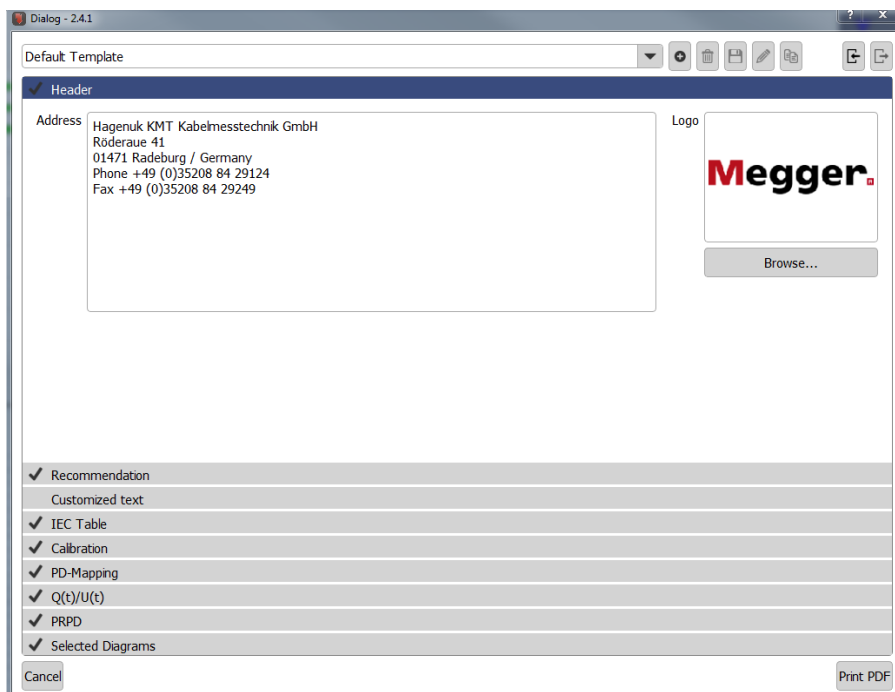 Dialog - 2.4.1
? X
Default Template
Header
Address
Hagenuk KMT Kabelmesstechnik GmbH
Röderaue 41
01471 Radeburg / Germany
Phone +49 (0)35208 84 29124
Fax +49 (0)35208 84 29249
Logo
Megger.
Browse...
Recommendation
Customized text
IEC Table
Calibration
PD-Mapping
Q(t)/U(t)
PRPD
Selected Diagrams
Cancel
Print PDF